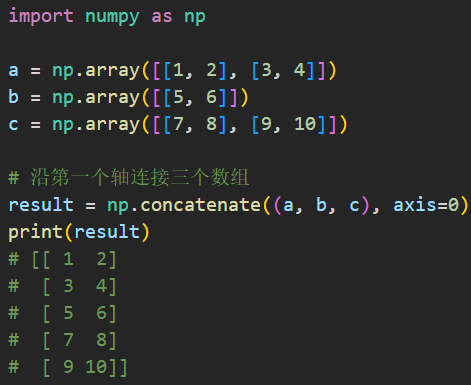 import numpy as np
a = np.array([[1, 2], [3, 4]])
b = np.array([[5, 6]])
c = np.array([[7, 8], [9, 10]])
# 沿第一个轴连接三个数组
result = np.concatenate((a, b, c), axis=0)
print(result)
# [[ 1  2]
#  [ 3  4]
#  [ 5  6]
#  [ 7  8]
#  [ 9 10]]